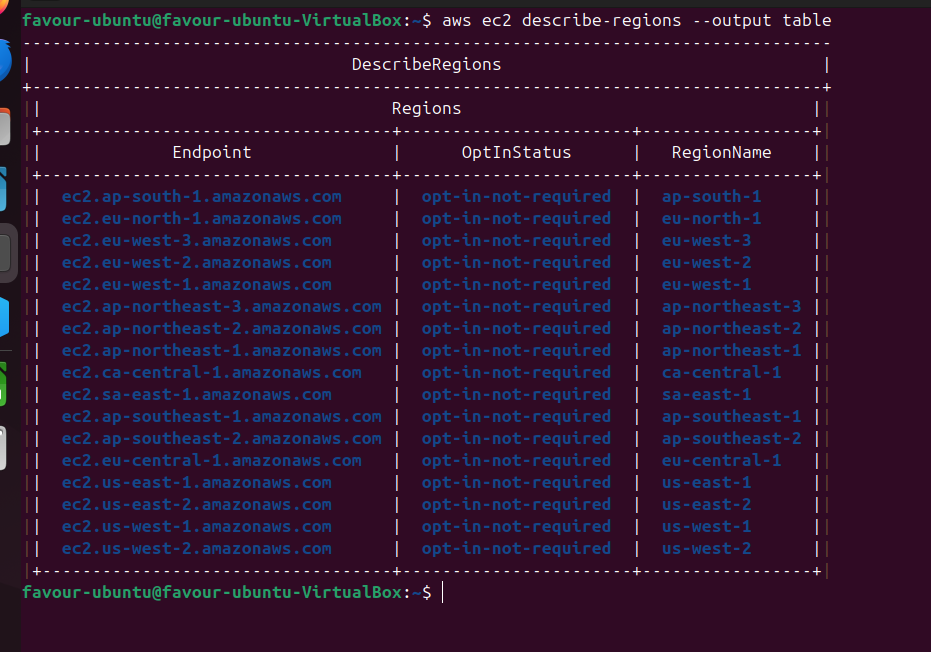 favour-ubuntu@favour-ubuntu-VirtualBox:~$ aws ec2 describe-regions --output table
---------------------------------------------------------------------------------
|                                DescribeRegions                                |
+-------------------------------------------------------------------------------+
||                                   Regions                                   ||
|+-----------------------------------+-----------------------+-----------------+|
||             Endpoint              |      OptInStatus      |   RegionName    ||
|+-----------------------------------+-----------------------+-----------------+|
||  ec2.ap-south-1.amazonaws.com     |  opt-in-not-required  |  ap-south-1     ||
||  ec2.eu-north-1.amazonaws.com     |  opt-in-not-required  |  eu-north-1     ||
||  ec2.eu-west-3.amazonaws.com      |  opt-in-not-required  |  eu-west-3      ||
||  ec2.eu-west-2.amazonaws.com      |  opt-in-not-required  |  eu-west-2      ||
||  ec2.eu-west-1.amazonaws.com      |  opt-in-not-required  |  eu-west-1      ||
||  ec2.ap-northeast-3.amazonaws.com |  opt-in-not-required  |  ap-northeast-3 ||
||  ec2.ap-northeast-2.amazonaws.com |  opt-in-not-required  |  ap-northeast-2 ||
||  ec2.ap-northeast-1.amazonaws.com |  opt-in-not-required  |  ap-northeast-1 ||
||  ec2.ca-central-1.amazonaws.com   |  opt-in-not-required  |  ca-central-1   ||
||  ec2.sa-east-1.amazonaws.com      |  opt-in-not-required  |  sa-east-1      ||
||  ec2.ap-southeast-1.amazonaws.com |  opt-in-not-required  |  ap-southeast-1 ||
||  ec2.ap-southeast-2.amazonaws.com |  opt-in-not-required  |  ap-southeast-2 ||
||  ec2.eu-central-1.amazonaws.com   |  opt-in-not-required  |  eu-central-1   ||
||  ec2.us-east-1.amazonaws.com      |  opt-in-not-required  |  us-east-1      ||
||  ec2.us-east-2.amazonaws.com      |  opt-in-not-required  |  us-east-2      ||
||  ec2.us-west-1.amazonaws.com      |  opt-in-not-required  |  us-west-1      ||
||  ec2.us-west-2.amazonaws.com      |  opt-in-not-required  |  us-west-2      ||
|+-----------------------------------+-----------------------+-----------------+|
favour-ubuntu@favour-ubuntu-VirtualBox:~$